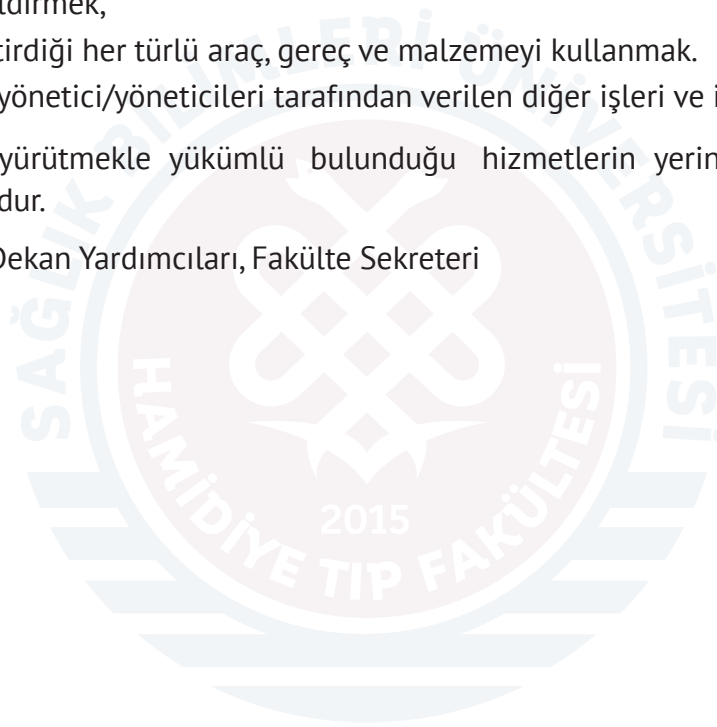 ldirmek,
tirdiği her türlü araç, gereç ve malzemeyi kullanmak.
yönetici/yöneticileri tarafından verilen diğer işleri ve i
yürütmekle yükümlü bulunduğu hizmetlerin yerin
dur.
Dekan Yardımcıları, Fakülte Sekreteri
SAĞLIK BİLİMLERİ ÜNİVERSİTESİ
HAMİDİYE TIP FAKÜLTESİ
2015